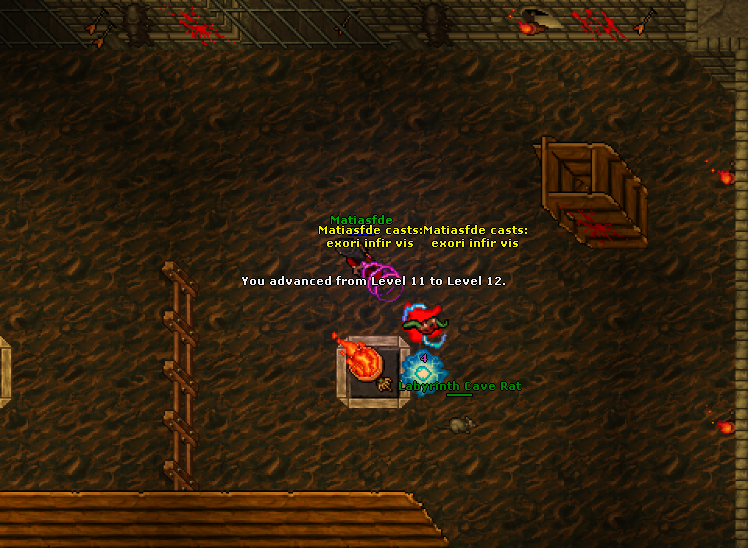 Matiasfde
Matiasfde casts:Matiasfde casts:
exori infir vis exori infir vis
You advanced from Level 11 to Level 12.
4
Labyrinth Cave Rat